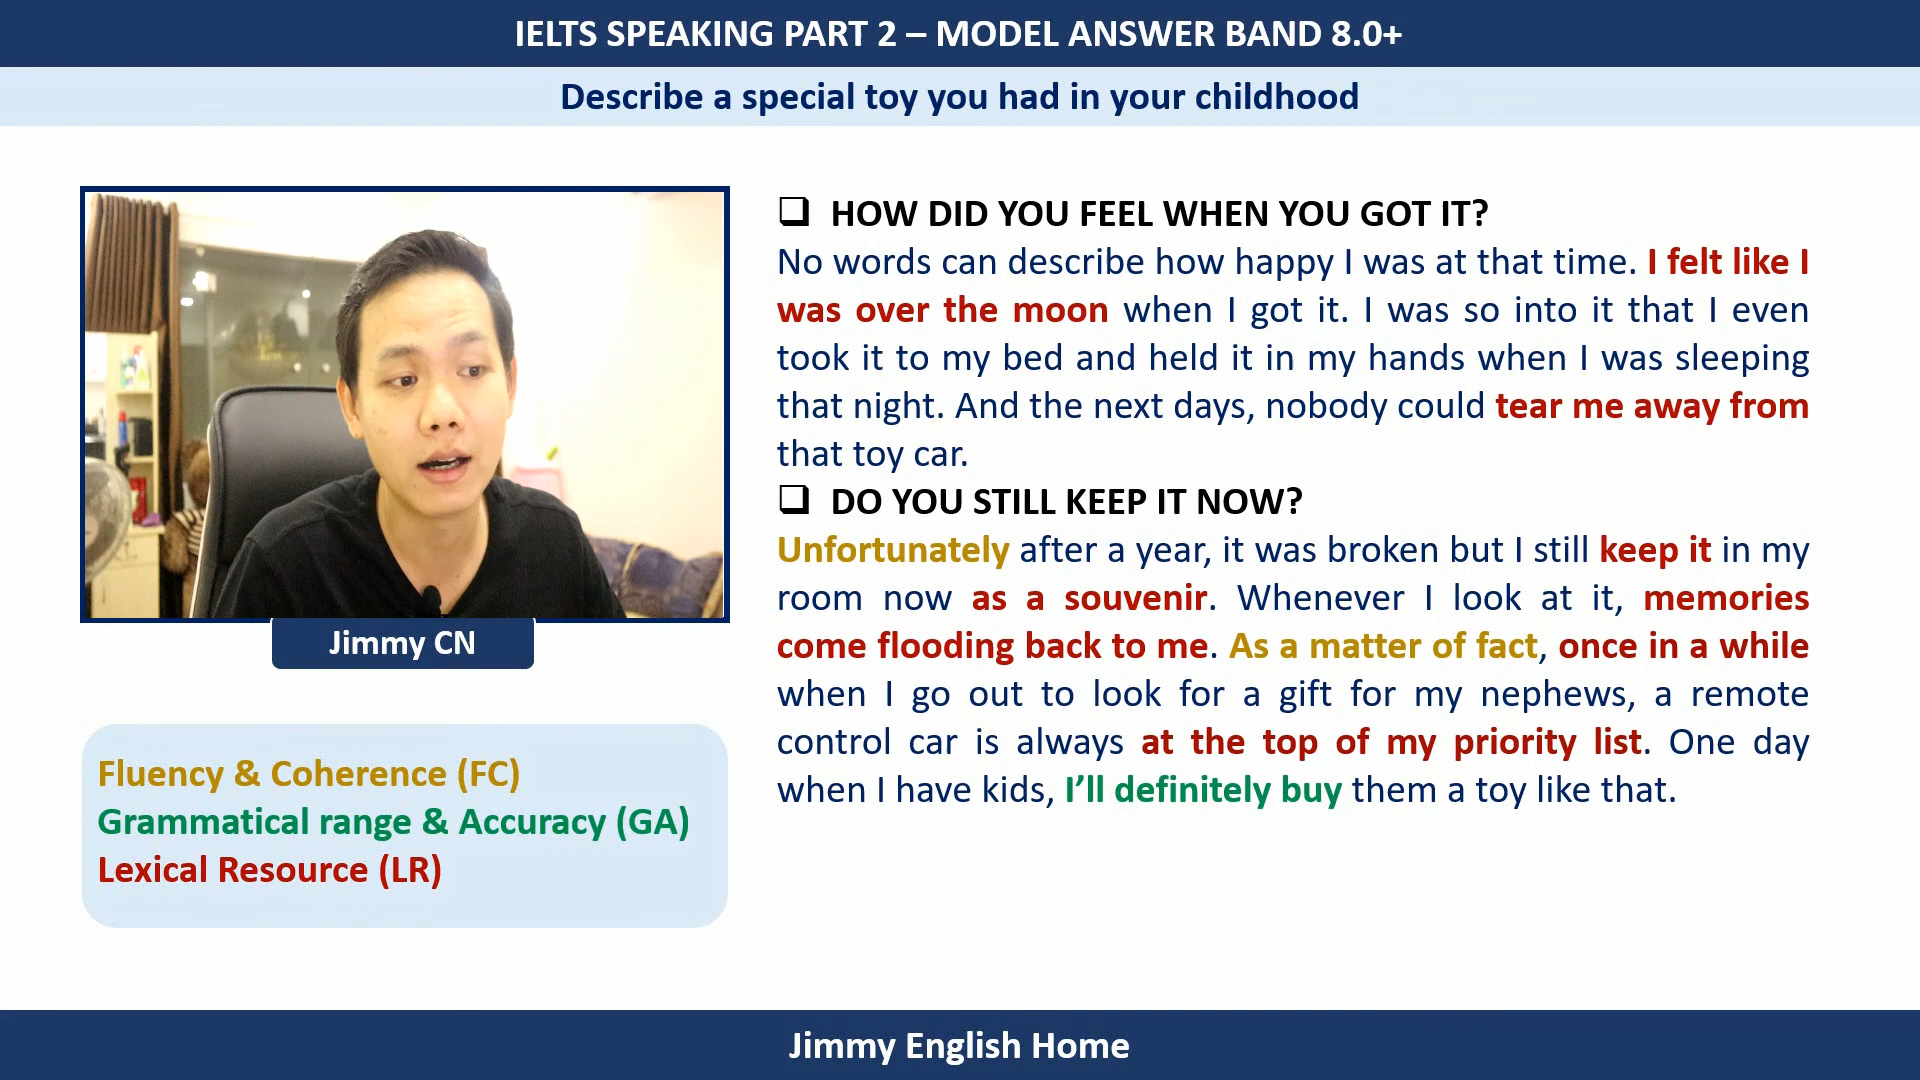 IELTS SPEAKING PART 2 – MODEL ANSWER BAND 8.0+
Describe a special toy you had in your childhood
Jimmy CN
Fluency & Coherence (FC)
Grammatical range & Accuracy (GA)
Lexical Resource (LR)
❑ HOW DID YOU FEEL WHEN YOU GOT IT?
No words can describe how happy I was at that time. I felt like I
was over the moon when I got it. I was so into it that I even
took it to my bed and held it in my hands when I was sleeping
that night. And the next days, nobody could tear me away from
that toy car.
❑ DO YOU STILL KEEP IT NOW?
Unfortunately after a year, it was broken but I still keep it in my
room now as a souvenir. Whenever I look at it, memories
come flooding back to me. As a matter of fact, once in a while
when I go out to look for a gift for my nephews, a remote
control car is always at the top of my priority list. One day
when I have kids, I’ll definitely buy them a toy like that.
Jimmy English Home